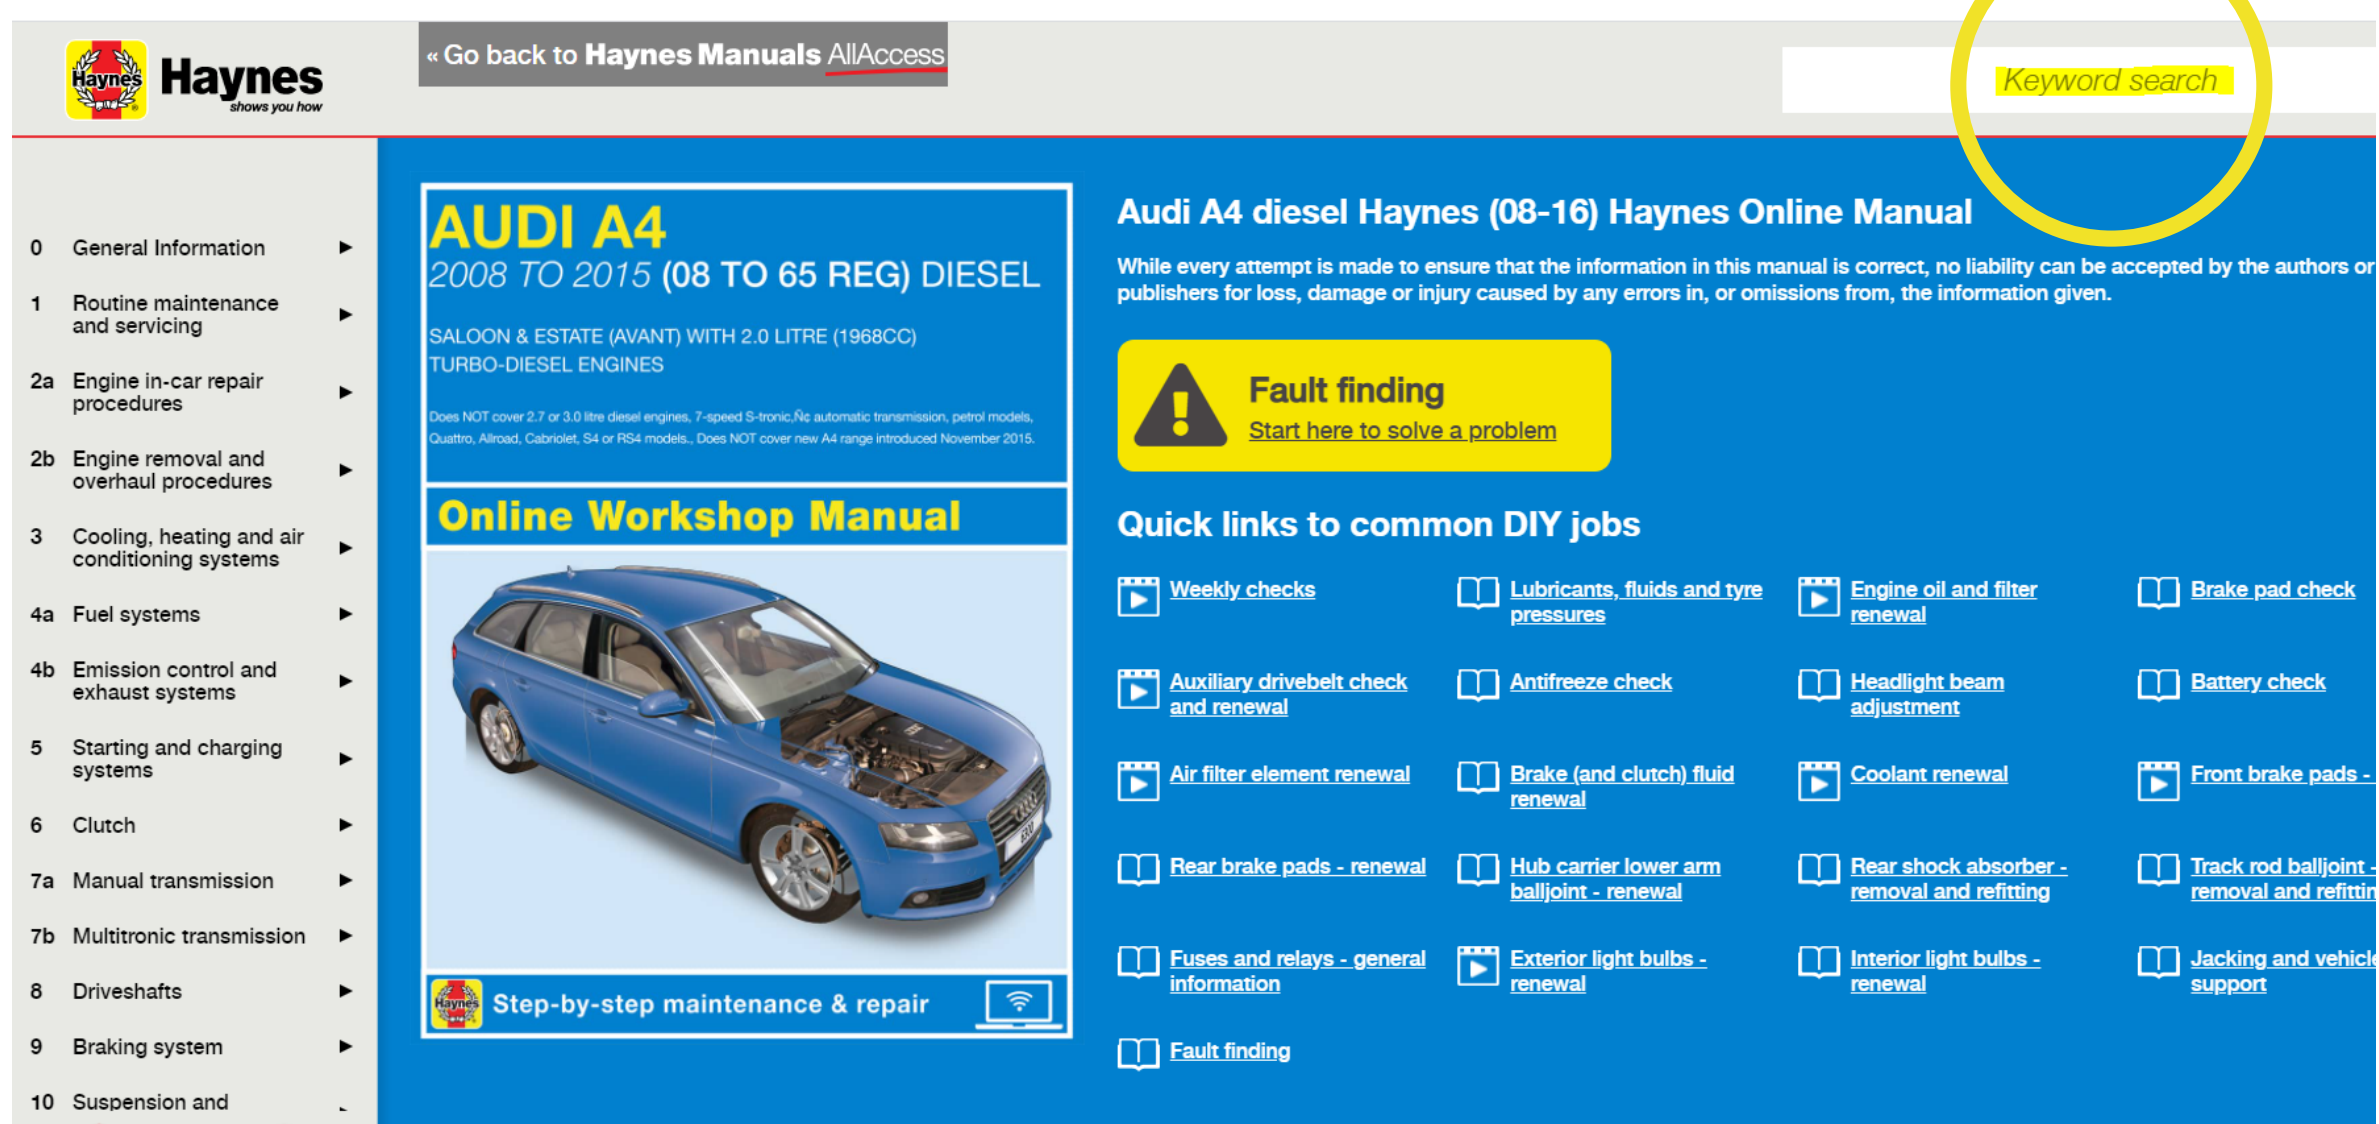 Haynes
Haynes
shows you how
« Go back to Haynes Manuals AllAccess
Keyword search
0 General Information
1 Routine maintenance
and servicing
2a Engine in-car repair
procedures
2b Engine removal and
overhaul procedures
3 Cooling, heating and air
conditioning systems
4a Fuel systems
4b Emission control and
exhaust systems
5 Starting and charging
systems
6 Clutch
7a Manual transmission
7b Multitronic transmission
8 Driveshafts
9 Braking system
10 Suspension and
AUDI A4
2008 TO 2015 (08 TO 65 REG) DIESEL
SALOON & ESTATE (AVANT) WITH 2.0 LITRE (1968CC)
TURBO-DIESEL ENGINES
Does NOT cover 2.7 or 3.0 litre diesel engines, 7-speed S-tronic,Ñ¢ automatic transmission, petrol models,
Quattro, Allroad, Cabriolet, S4 or RS4 models., Does NOT cover new A4 range introduced November 2015.
Online Workshop Manual
Haynes
Step-by-step maintenance & repair
Audi A4 diesel Haynes (08-16) Haynes Online Manual
While every attempt is made to ensure that the information in this manual is correct, no liability can be accepted by the authors or
publishers for loss, damage or injury caused by any errors in, or omissions from, the information given.
Fault finding
Start here to solve a problem
Quick links to common DIY jobs
Weekly checks
Lubricants, fluids and tyre
pressures
Engine oil and filter
renewal
Brake pad check
Auxiliary drivebelt check
and renewal
Antifreeze check
Headlight beam
adjustment
Battery check
Air filter element renewal
Brake (and clutch) fluid
renewal
Coolant renewal
Front brake pads -
Rear brake pads - renewal
Hub carrier lower arm
balljoint - renewal
Rear shock absorber -
removal and refitting
Track rod balljoint -
removal and refittin
Fuses and relays - general
information
Exterior light bulbs -
renewal
Interior light bulbs -
renewal
Jacking and vehicle
support
Fault finding